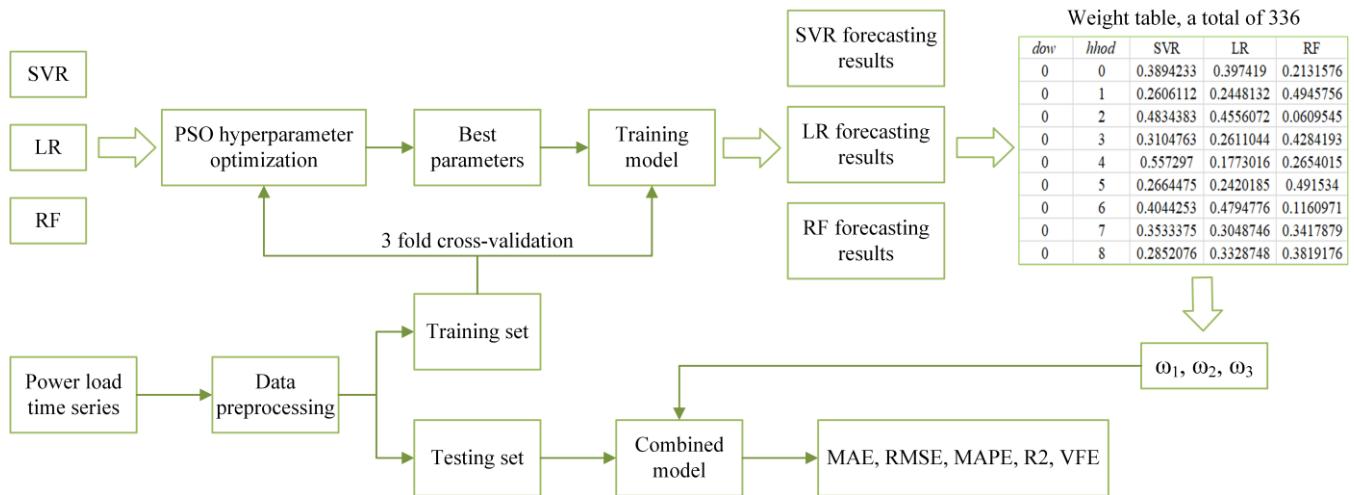 SVR
LR
RF
PSO hyperparameter
optimization
Best
parameters
Training
model
SVR forecasting
results
LR forecasting
results
RF forecasting
results
Weight table, a total of 336
dow hhod SVR LR RF
0 0 0.3894233 0.397419 0.2131576
0 1 0.2606112 0.2448132 0.4945756
0 2 0.4834383 0.4556072 0.0609545
0 3 0.3104763 0.2611044 0.4284193
0 4 0.557297 0.1773016 0.2654015
0 5 0.2664475 0.2420185 0.491534
0 6 0.4044253 0.4794776 0.1160971
0 7 0.3533375 0.3048746 0.3417879
0 8 0.2852076 0.3328748 0.3819176
3 fold cross-validation
Training set
Power load
time series
Data
preprocessing
Testing set
Combined
model
ω₁, ω₂, ω₃
MAE, RMSE, MAPE, R2, VFE